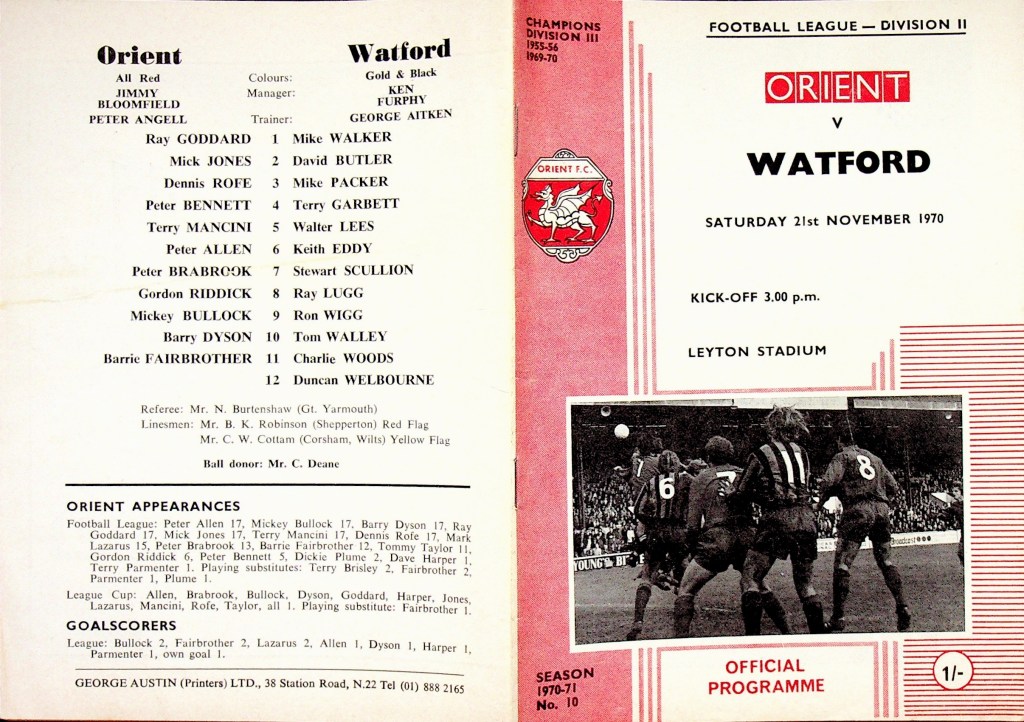 Orient Watford
All Red Colours: Gold & Black
JIMMY BLOOMFIELD Manager: KEN FURPHY
PETER ANGELL Trainer: GEORGE AITKEN
Ray GODDARD 1 Mike WALKER
Mick JONES 2 David BUTLER
Dennis ROFE 3 Mike PACKER
Peter BENNETT 4 Terry GARBETT
Terry MANCINI 5 Walter LEES
Peter ALLEN 6 Keith EDDY
Peter BRABROOK 7 Stewart SCULLION
Gordon RIDDICK 8 Ray LUGG
Mickey BULLOCK 9 Ron WIGG
Barry DYSON 10 Tom WALLEY
Barrie FAIRBROTHER 11 Charlie WOODS
12 Duncan WELBOURNE
Referee: Mr. N. Burtenshaw (Gt. Yarmouth)
Linesmen: Mr. B. K. Robinson (Shepperton) Red Flag
Mr. C. W. Cottam (Corsham, Wilts) Yellow Flag
Ball donor: Mr. C. Deane
ORIENT APPEARANCES
Football League: Peter Allen 17, Mickey Bullock 17, Barry Dyson 17, Ray
Goddard 17, Mick Jones 17, Terry Mancini 17, Dennis Rofe 17, Mark
Lazarus 15, Peter Brabrook 13, Barrie Fairbrother 12, Tommy Taylor 11,
Gordon Riddick 6, Peter Bennett 5, Dickie Plume 2, Dave Harper 1,
Terry Parmenter 1. Playing substitutes: Terry Brisley 2, Fairbrother 2,
Parmenter 1, Plume 1.
League Cup: Allen, Brabrook, Bullock, Dyson, Goddard, Harper, Jones,
Lazarus, Mancini, Rofe, Taylor, all 1. Playing substitute: Fairbrother 1.
GOALSCORERS
League: Bullock 2, Fairbrother 2, Lazarus 2, Allen 1, Dyson 1, Harper 1,
Parmenter 1, own goal 1.
GEORGE AUSTIN (Printers) LTD., 38 Station Road, N.22 Tel (01) 888 2165
CHAMPIONS
DIVISION III
1955-56
1969-70
FOOTBALL LEAGUE — DIVISION II
ORIENT
V
WATFORD
ORIENT F.C.
SATURDAY 21st NOVEMBER 1970
KICK-OFF 3.00 p.m.
LEYTON STADIUM
7
6
7
11
8
YOUNG'S
SEASON
1970-71
No. 10
OFFICIAL
PROGRAMME
1/-